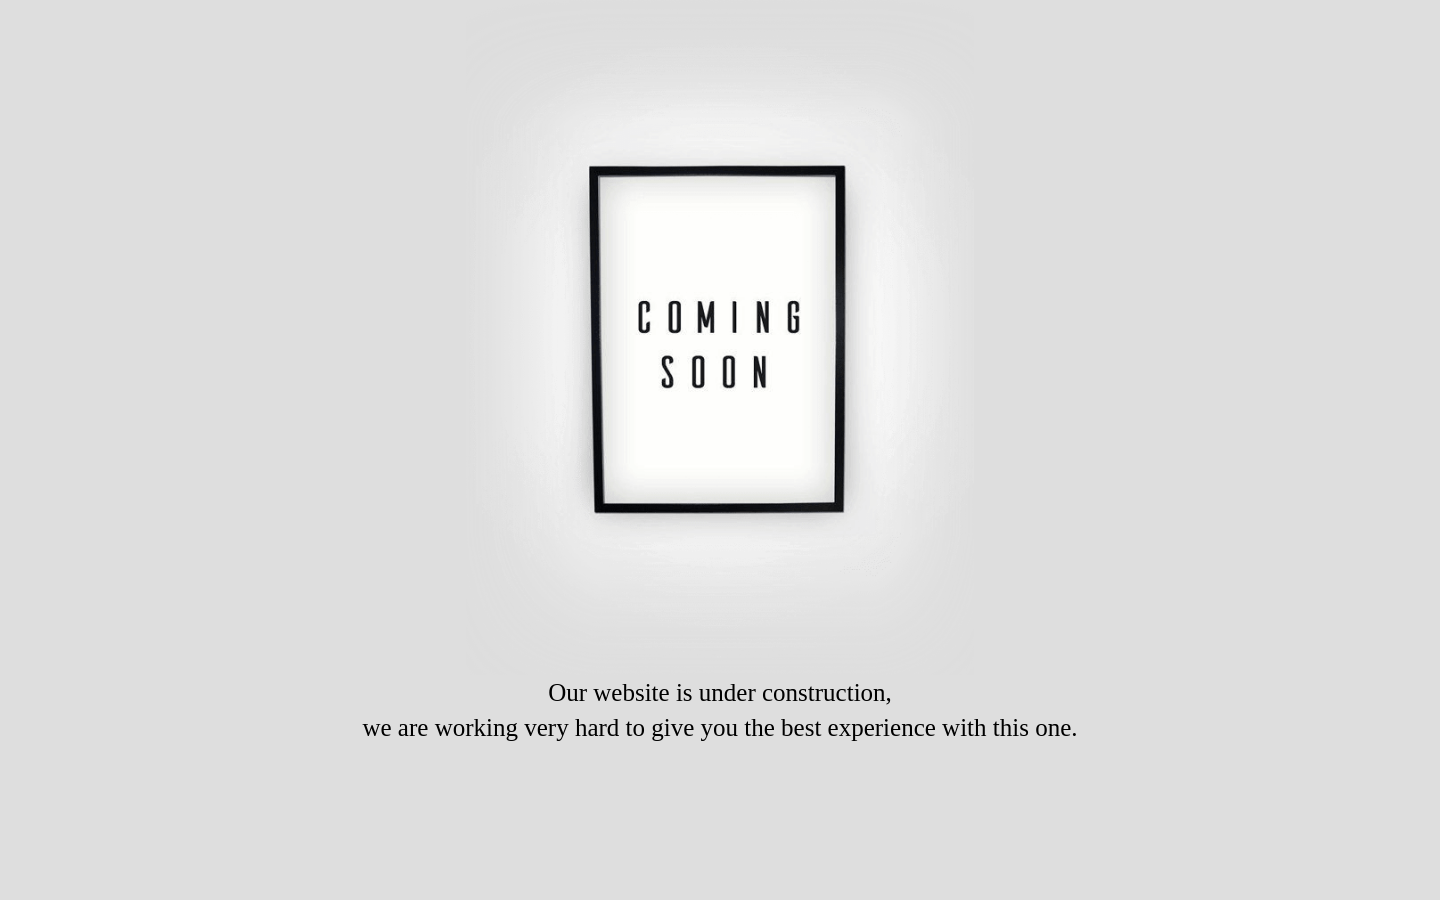 COMING
SOON
Our website is under construction,
we are working very hard to give you the best experience with this one.